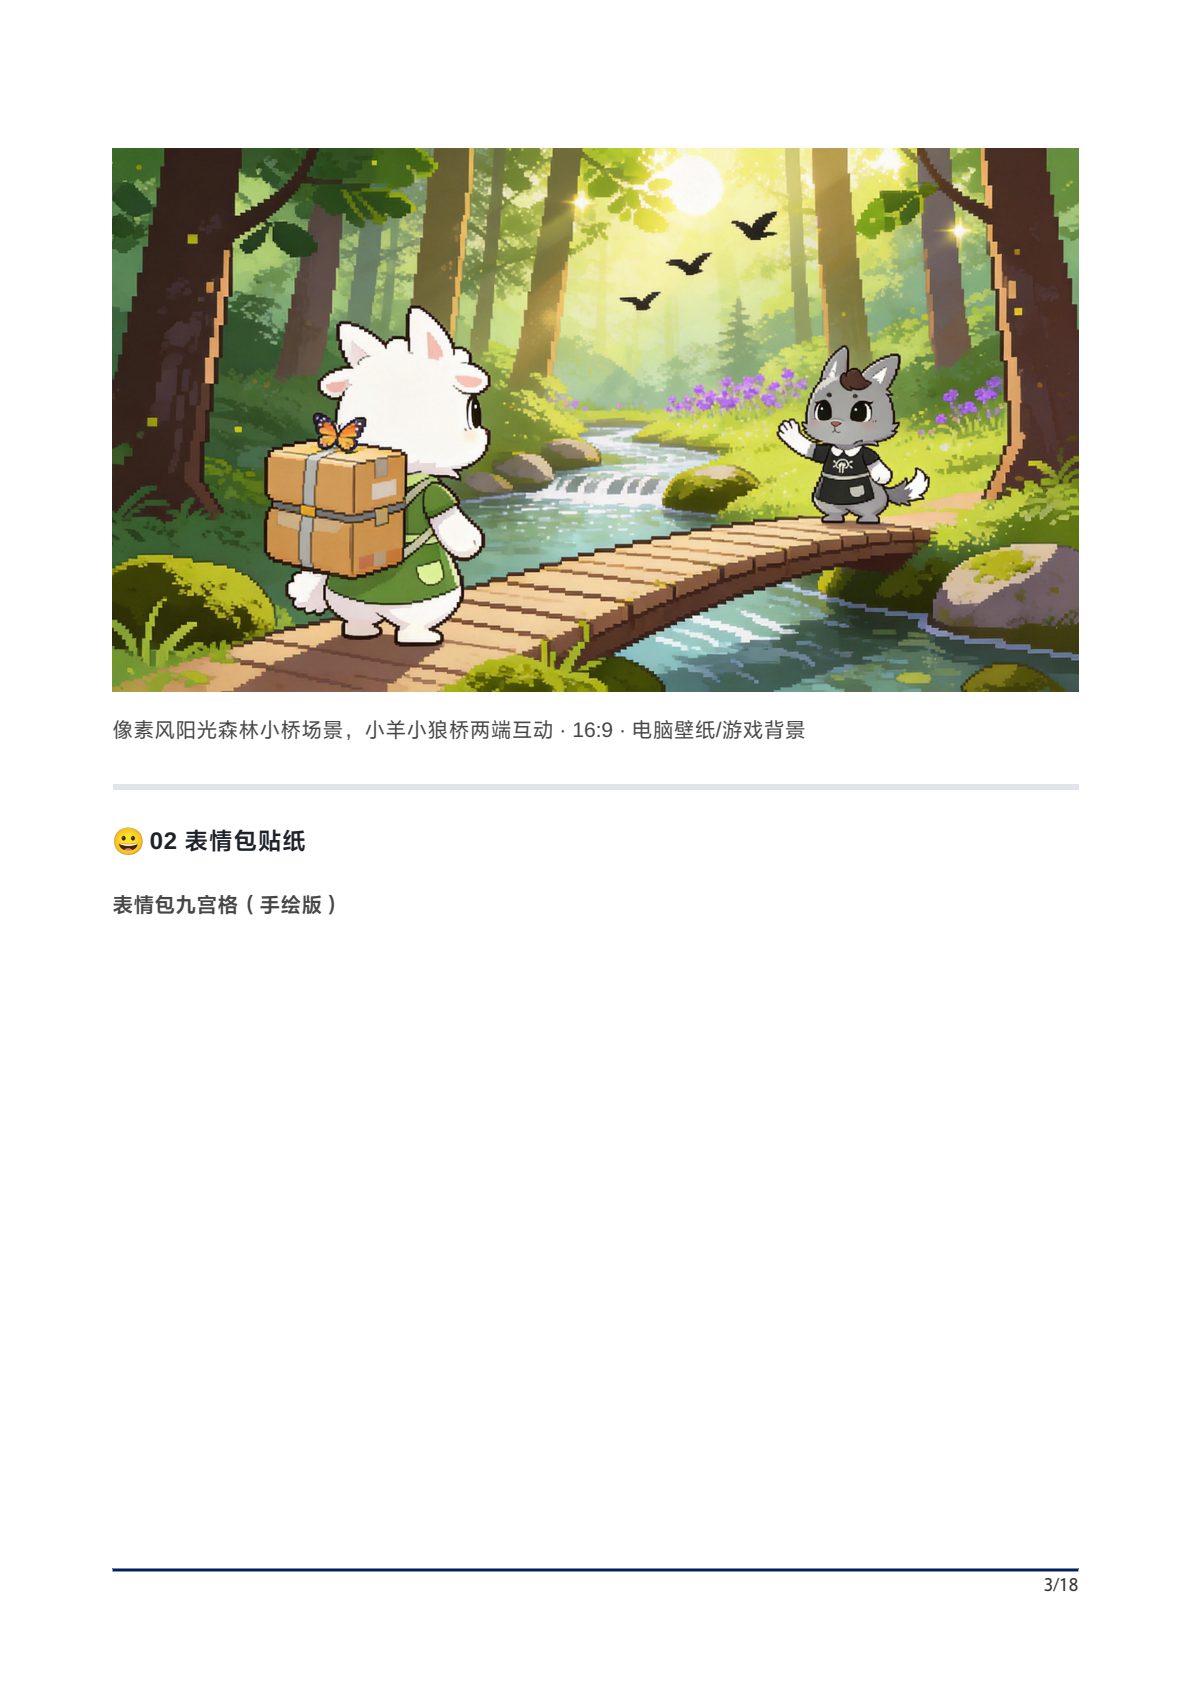 像素风阳光森林小桥场景，小羊小狼桥两端互动 · 16:9 · 电脑壁纸/游戏背景
😀 02 表情包贴纸
表情包九宫格（手绘版）
3/18